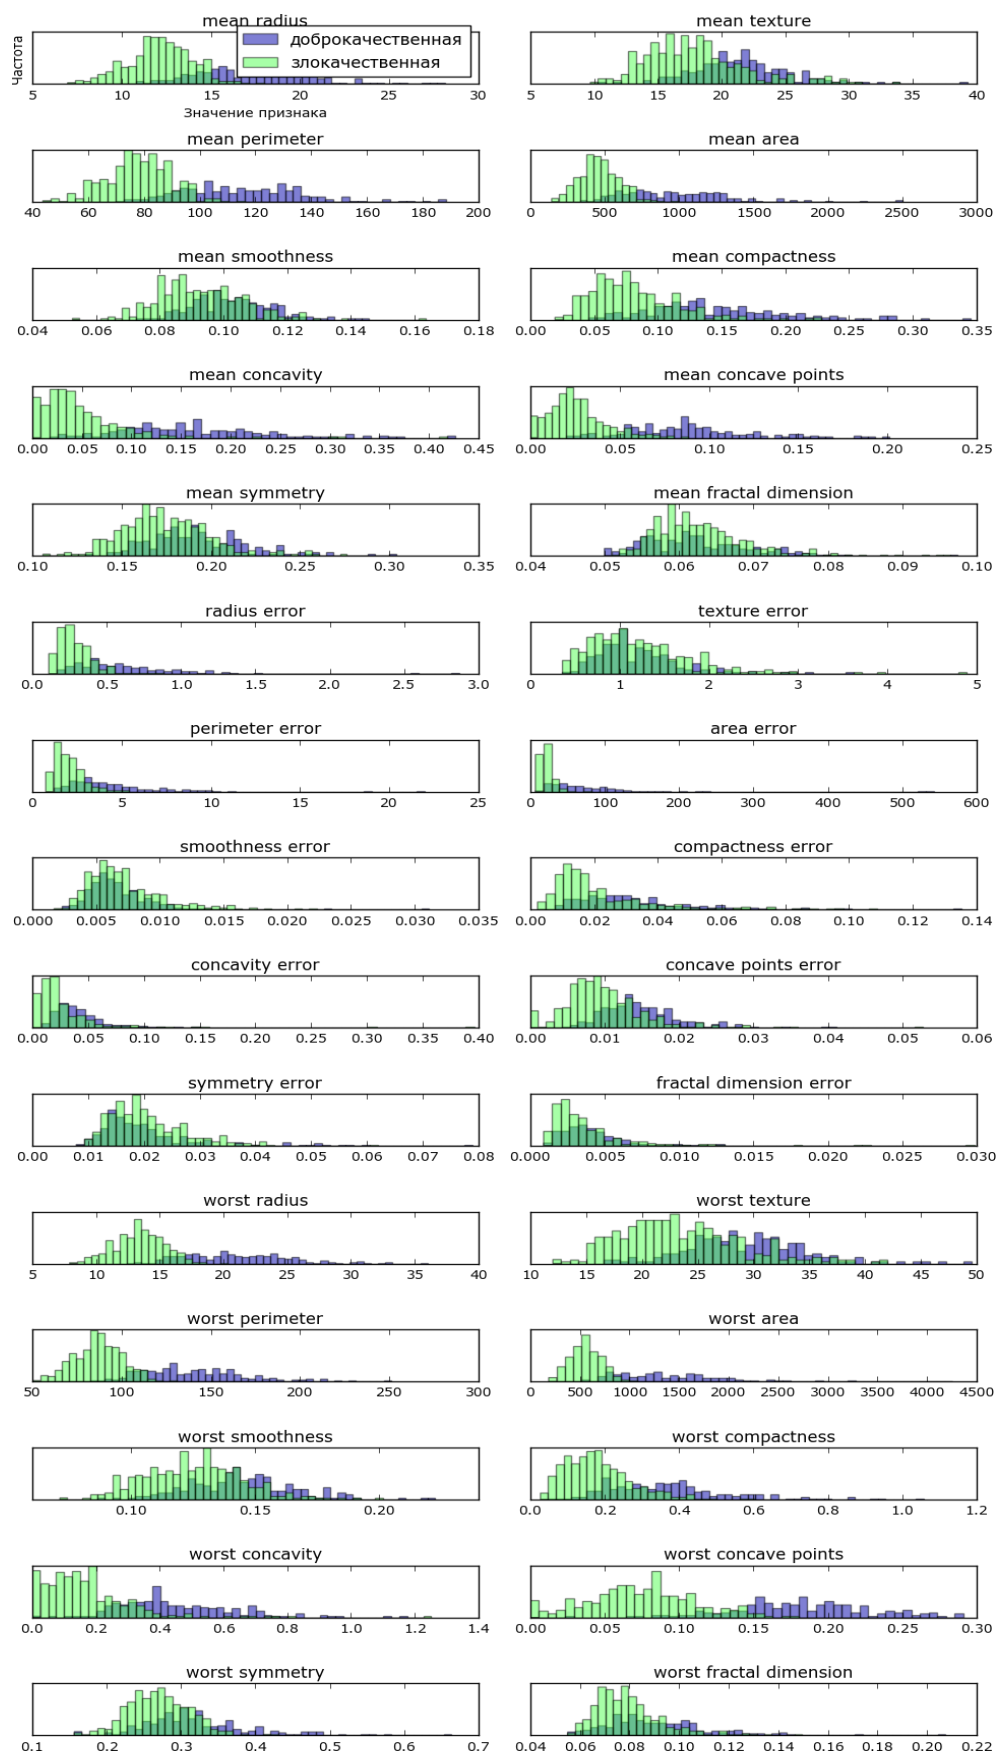 mean radius
mean texture
доброкачественная
злокачественная
Частота
5 10 15 20 25 30
5 10 15 20 25 30 35 40
Значение признака
mean perimeter
mean area
40 60 80 100 120 140 160 180 200
0 500 1000 1500 2000 2500 3000
mean smoothness
mean compactness
0.04 0.06 0.08 0.10 0.12 0.14 0.16 0.18
0.00 0.05 0.10 0.15 0.20 0.25 0.30 0.35
mean concavity
mean concave points
0.00 0.05 0.10 0.15 0.20 0.25 0.30 0.35 0.40 0.45
0.00 0.05 0.10 0.15 0.20 0.25
mean symmetry
mean fractal dimension
0.10 0.15 0.20 0.25 0.30 0.35
0.04 0.05 0.06 0.07 0.08 0.09 0.10
radius error
texture error
0.0 0.5 1.0 1.5 2.0 2.5 3.0
0 1 2 3 4 5
perimeter error
area error
0 5 10 15 20 25
0 100 200 300 400 500 600
smoothness error
compactness error
0.000 0.005 0.010 0.015 0.020 0.025 0.030 0.035
0.00 0.02 0.04 0.06 0.08 0.10 0.12 0.14
concavity error
concave points error
0.00 0.05 0.10 0.15 0.20 0.25 0.30 0.35 0.40
0.00 0.01 0.02 0.03 0.04 0.05 0.06
symmetry error
fractal dimension error
0.00 0.01 0.02 0.03 0.04 0.05 0.06 0.07 0.08
0.000 0.005 0.010 0.015 0.020 0.025 0.030
worst radius
worst texture
5 10 15 20 25 30 35 40
10 15 20 25 30 35 40 45 50
worst perimeter
worst area
50 100 150 200 250 300
0 500 1000 1500 2000 2500 3000 3500 4000 4500
worst smoothness
worst compactness
0.10 0.15 0.20
0.0 0.2 0.4 0.6 0.8 1.0 1.2
worst concavity
worst concave points
0.0 0.2 0.4 0.6 0.8 1.0 1.2 1.4
0.00 0.05 0.10 0.15 0.20 0.25 0.30
worst symmetry
worst fractal dimension
0.1 0.2 0.3 0.4 0.5 0.6 0.7
0.04 0.06 0.08 0.10 0.12 0.14 0.16 0.18 0.20 0.22